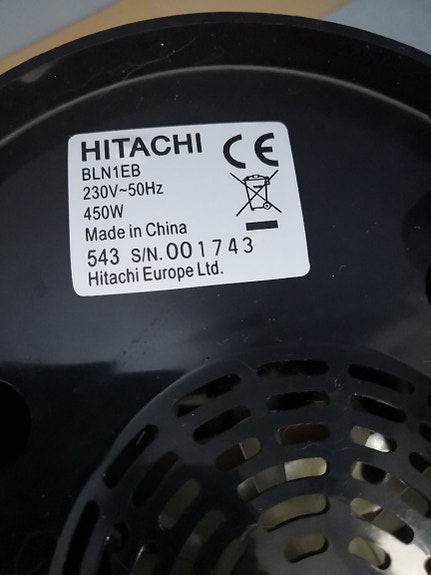 HITACHI CE
BLN1EB
230V~50Hz
450W
Made in China
543 S/N. 001743
Hitachi Europe Ltd.